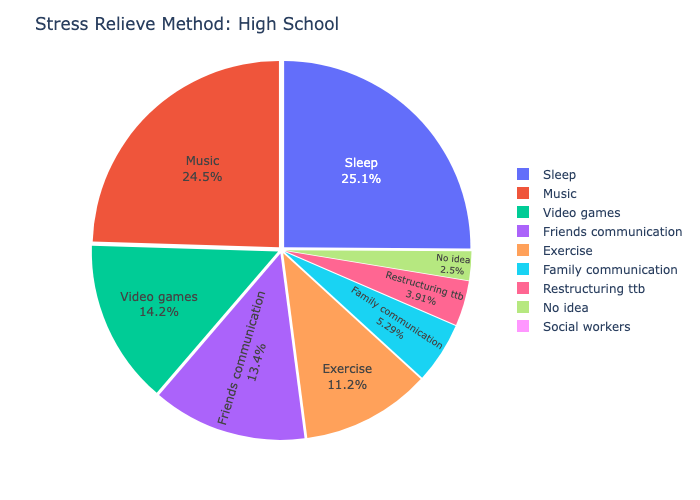 Stress Relieve Method: High School
Sleep
25.1%
Music
24.5%
Video games
14.2%
Friends communication
13.4%
Exercise
11.2%
Family communication
5.29%
Restructuring ttb
3.91%
No idea
2.5%
Sleep
Music
Video games
Friends communication
Exercise
Family communication
Restructuring ttb
No idea
Social workers